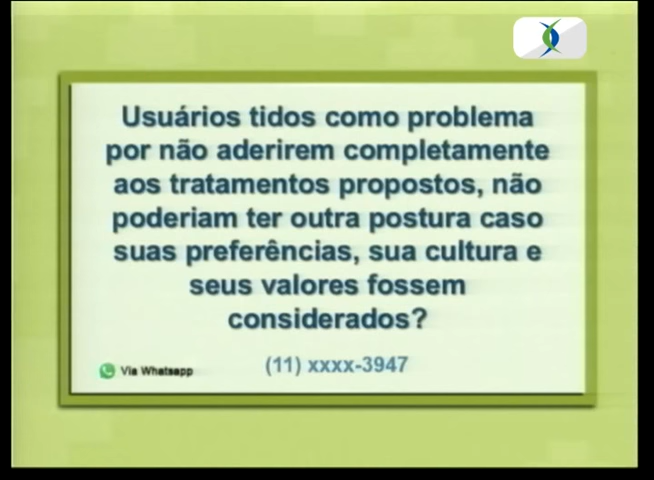 Usuários tidos como problema
por não aderirem completamente
aos tratamentos propostos, não
poderiam ter outra postura caso
suas preferências, sua cultura e
seus valores fossem
considerados?
Via Whatsapp
(11) xxxx-3947